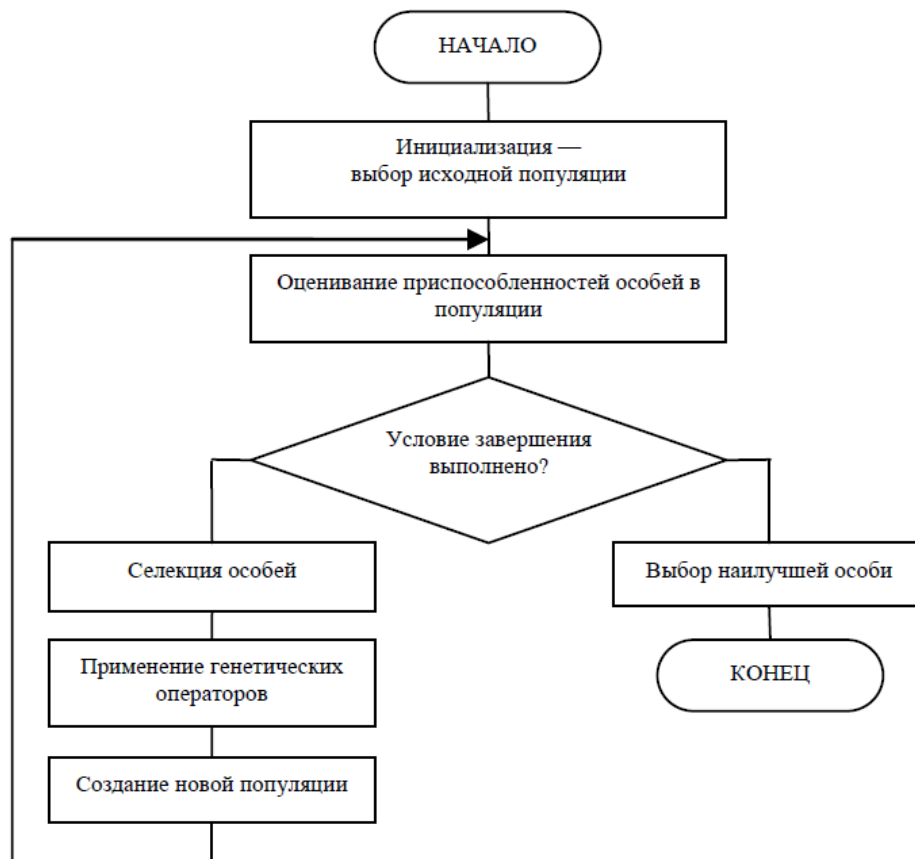 НАЧАЛО
Инициализация —
выбор исходной популяции
Оценивание приспособленностей особей в
популяции
Условие завершения
выполнено?
Селекция особей
Выбор наилучшей особи
Применение генетических
операторов
КОНЕЦ
Создание новой популяции